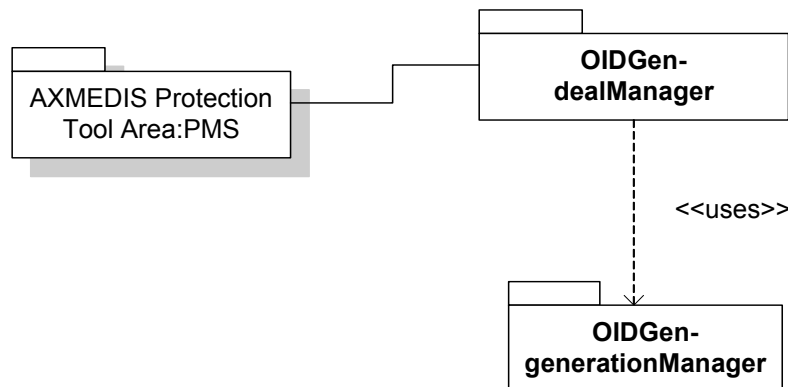 AXMEDIS Protection
Tool Area:PMS
OIDGen-
dealManager
<<uses>>
OIDGen-
generationManager